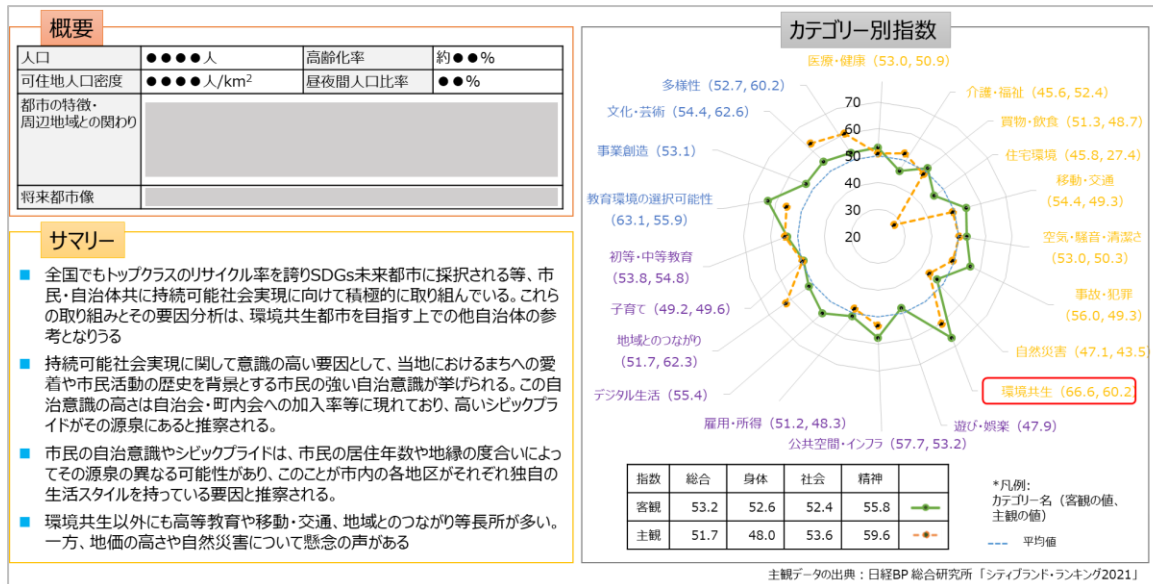 概要
人口 ●●●●人 高齢化率 約●●%
可住地人口密度 ●●●●人/km² 昼夜間人口比率 ●●%
都市の特徴・
周辺地域との関わり
将来都市像
サマリー
■ 全国でもトップクラスのリサイクル率を誇りSDGs未来都市に採択される等、市
民・自治体共に持続可能社会実現に向けて積極的に取り組んでいる。これら
の取り組みとその要因分析は、環境共生都市を目指す上での他自治体の参
考となりうる
■ 持続可能社会実現に関して意識の高い要因として、当地におけるまちへの愛
着や市民活動の歴史を背景とする市民の強い自治意識が挙げられる。この自
治意識の高さは自治会・町内会への加入率等に現れており、高いシビックプラ
イドがその源泉にあると推察される。
■ 市民の自治意識やシビックプライドは、市民の居住年数や地縁の度合いによっ
てその源泉の異なる可能性があり、このことが市内の各地区がそれぞれ独自の
生活スタイルを持っている要因と推察される。
■ 環境共生以外にも高等教育や移動・交通、地域とのつながり等長所が多い。
一方、地価の高さや自然災害について懸念の声がある
カテゴリー別指数
医療・健康（53.0, 50.9）
介護・福祉（45.6, 52.4）
買物・飲食（51.3, 48.7）
住宅環境（45.8, 27.4）
移動・交通
（54.4, 49.3）
空気・騒音・清潔さ
（53.0, 50.3）
事故・犯罪
（56.0, 49.3）
自然災害（47.1, 43.5）
環境共生（66.6, 60.2）
遊び・娯楽（47.9）
公共空間・インフラ（57.7, 53.2）
雇用・所得（51.2, 48.3）
デジタル生活（55.4）
地域とのつながり
（51.7, 62.3）
子育て（49.2, 49.6）
初等・中等教育
（53.8, 54.8）
教育環境の選択可能性
（63.1, 55.9）
事業創造（53.1）
文化・芸術（54.4, 62.6）
多様性（52.7, 60.2）
70
60
50
40
30
20
指数 総合 身体 社会 精神
客観 53.2 52.6 52.4 55.8
主観 51.7 48.0 53.6 59.6
*凡例:
カテゴリー名（客観の値、
主観の値）
平均値
主観データの出典：日経BP 総合研究所「シティブランド・ランキング2021」